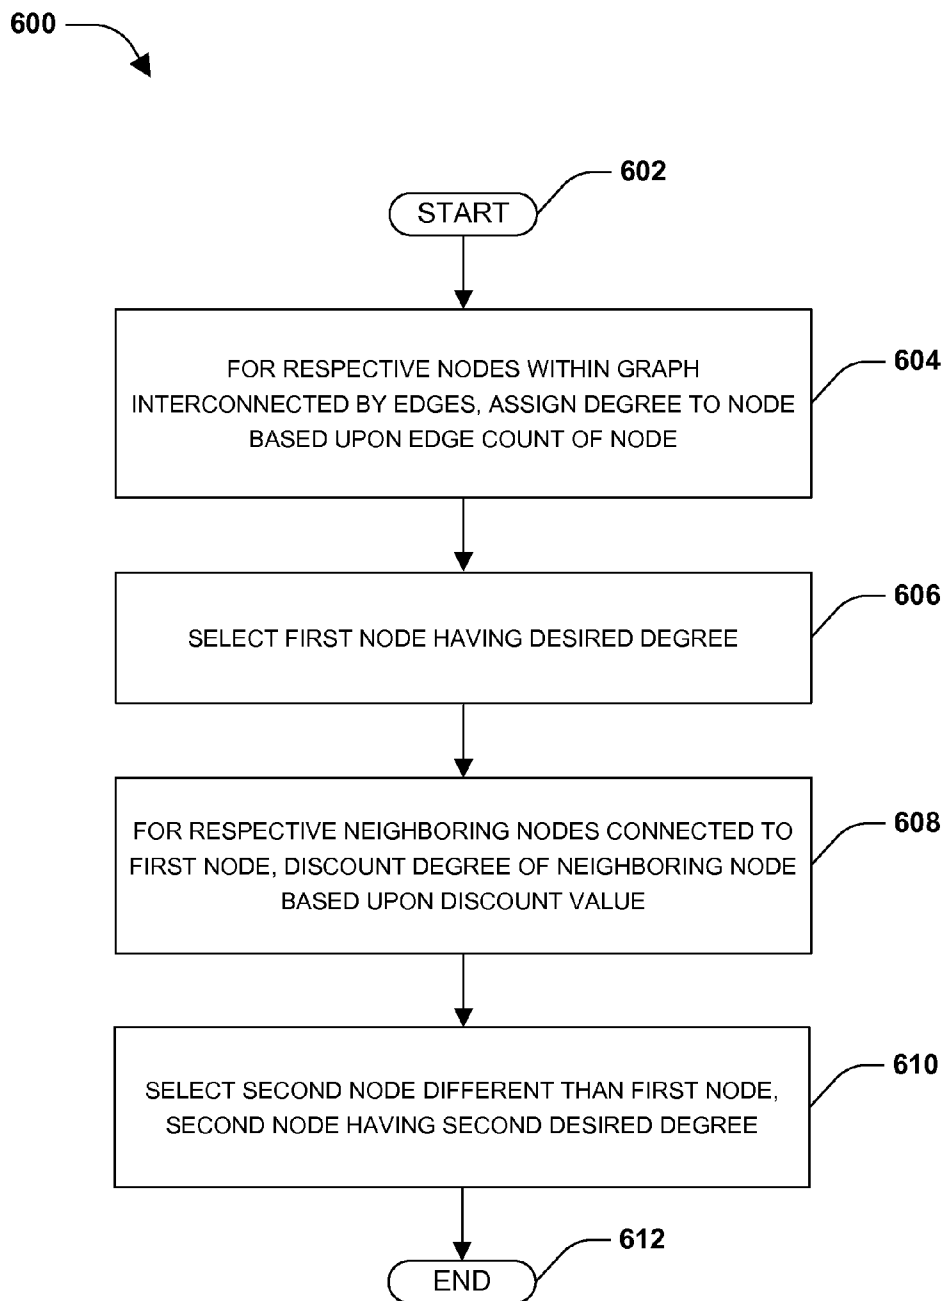 600
602
START
604
FOR RESPECTIVE NODES WITHIN GRAPH
INTERCONNECTED BY EDGES, ASSIGN DEGREE TO NODE
BASED UPON EDGE COUNT OF NODE
606
SELECT FIRST NODE HAVING DESIRED DEGREE
608
FOR RESPECTIVE NEIGHBORING NODES CONNECTED TO
FIRST NODE, DISCOUNT DEGREE OF NEIGHBORING NODE
BASED UPON DISCOUNT VALUE
610
SELECT SECOND NODE DIFFERENT THAN FIRST NODE,
SECOND NODE HAVING SECOND DESIRED DEGREE
612
END